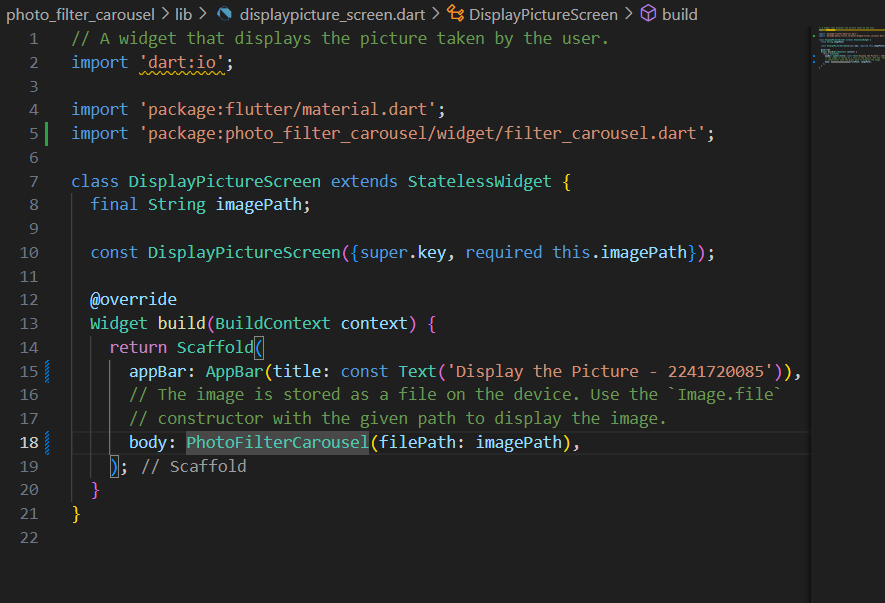 photo_filter_carousel > lib > displaypicture_screen.dart > DisplayPictureScreen > build
1 // A widget that displays the picture taken by the user.
2 import 'dart:io';
3
4 import 'package:flutter/material.dart';
5 import 'package:photo_filter_carousel/widget/filter_carousel.dart';
6
7 class DisplayPictureScreen extends StatelessWidget {
8 final String imagePath;
9
10 const DisplayPictureScreen({super.key, required this.imagePath});
11
12 @override
13 Widget build(BuildContext context) {
14 return Scaffold(
15 appBar: AppBar(title: const Text('Display the Picture - 2241720085')),
16 // The image is stored as a file on the device. Use the `Image.file`
17 // constructor with the given path to display the image.
18 body: PhotoFilterCarousel(filePath: imagePath),
19 ); // Scaffold
20 }
21 }
22